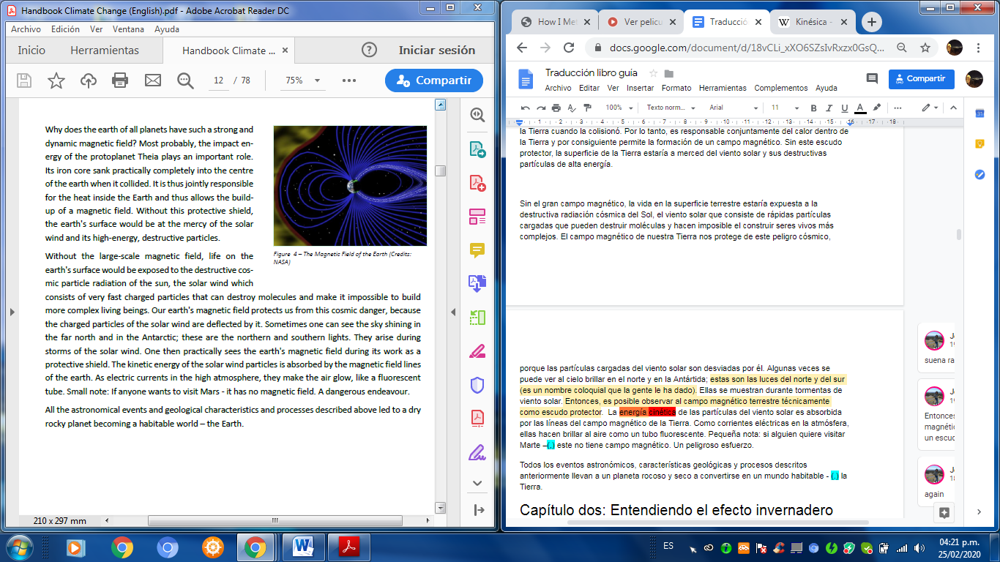 Handbook Climate Change (English).pdf - Adobe Acrobat Reader DC
Archivo Edición Ver Ventana Ayuda
Inicio Herramientas Handbook Climate ... × ? Iniciar sesión
12 / 78 75% Compartir
Why does the earth of all planets have such a strong and
dynamic magnetic field? Most probably, the impact en-
ergy of the protoplanet Theia plays an important role.
Its iron core sank practically completely into the centre
of the earth when it collided. It is thus jointly responsible
for the heat inside the Earth and thus allows the build-
up of a magnetic field. Without this protective shield,
the earth's surface would be at the mercy of the solar
wind and its high-energy, destructive particles.
Figure 4 – The Magnetic Field of the Earth (Credits:
NASA)
Without the large-scale magnetic field, life on the
earth's surface would be exposed to the destructive cos-
mic particle radiation of the sun, the solar wind which
consists of very fast charged particles that can destroy molecules and make it impossible to build
more complex living beings. Our earth's magnetic field protects us from this cosmic danger, because
the charged particles of the solar wind are deflected by it. Sometimes one can see the sky shining in
the far north and in the Antarctic; these are the northern and southern lights. They arise during
storms of the solar wind. One then practically sees the earth's magnetic field during its work as a
protective shield. The kinetic energy of the solar wind particles is absorbed by the magnetic field lines
of the earth. As electric currents in the high atmosphere, they make the air glow, like a fluorescent
tube. Small note: If anyone wants to visit Mars - it has no magnetic field. A dangerous endeavour.
All the astronomical events and geological characteristics and processes described above led to a dry
rocky planet becoming a habitable world – the Earth.
210 x 297 mm
How I Met Ver pelicu Traducció Kinésica -
docs.google.com/document/d/18vCLi_xXO6SZsIvRxzx0GsQ...
Traducción libro guía
Archivo Editar Ver Insertar Formato Herramientas Complementos Ayuda
Compartir
100% Texto norm... Arial 11 B I U A
1 2 3 4 5 6 7 8 9 10 11 12 13 14 15 16 17 18
la Tierra cuando la colisionó. Por lo tanto, es responsable conjuntamente del calor dentro de
la Tierra y por consiguiente permite la formación de un campo magnético. Sin este escudo
protector, la superficie de la Tierra estaría a merced del viento solar y sus destructivas
partículas de alta energía.
Sin el gran campo magnético, la vida en la superficie terrestre estaría expuesta a la
destructiva radiación cósmica del Sol, el viento solar que consiste de rápidas partículas
cargadas que pueden destruir moléculas y hacen imposible el construir seres vivos más
complejos. El campo magnético de nuestra Tierra nos protege de este peligro cósmico,
porque las partículas cargadas del viento solar son desviadas por él. Algunas veces se
puede ver al cielo brillar en el norte y en la Antártida; estas son las luces del norte y del sur
(es un nombre coloquial que la gente le ha dado). Ellas se muestran durante tormentas de
viento solar. Entonces, es posible observar al campo magnético terrestre técnicamente
como escudo protector. La energía cinética de las partículas del viento solar es absorbida
por las líneas del campo magnético de la Tierra. Como corrientes eléctricas en la atmósfera,
ellas hacen brillar al aire como un tubo fluorescente. Pequeña nota: si alguien quiere visitar
Marte –(,) este no tiene campo magnético. Un peligroso esfuerzo.
Todos los eventos astronómicos, características geológicas y procesos descritos
anteriormente llevan a un planeta rocoso y seco a convertirse en un mundo habitable - (,) la
Tierra.
Capítulo dos: Entendiendo el efecto invernadero
suena ra
Entonces
magnétic
un escuc
again
ES
04:21 p.m.
25/02/2020